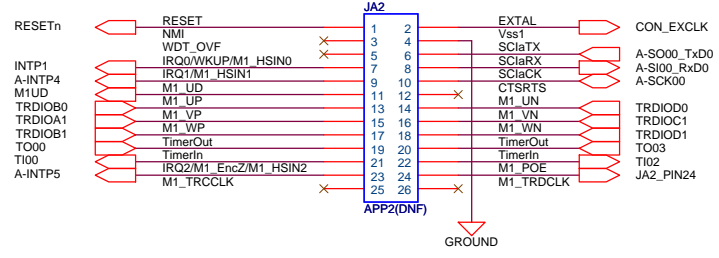 JA2
RESETn RESET 1 2 EXTAL CON_EXCLK
NMI 3 4 Vss1
WDT_OVF 5 6 SCIaTX A-SO00_TxD0
INTP1 IRQ0/WKUP/M1_HSIN0 7 8 SCIaRX A-SI00_RxD0
A-INTP4 IRQ1/M1_HSIN1 9 10 SCIaCK A-SCK00
M1UD M1_UD 11 12 CTSRTS
TRDIOB0 M1_UP 13 14 M1_UN TRDIOD0
TRDIOA1 M1_VP 15 16 M1_VN TRDIOC1
TRDIOB1 M1_WP 17 18 M1_WN TRDIOD1
TO00 TimerOut 19 20 TimerOut TO03
TI00 TimerIn 21 22 TimerIn TI02
A-INTP5 IRQ2/M1_EncZ/M1_HSIN2 23 24 M1_POE JA2_PIN24
M1_TRCCLK 25 26 M1_TRDCLK
APP2(DNF)
GROUND